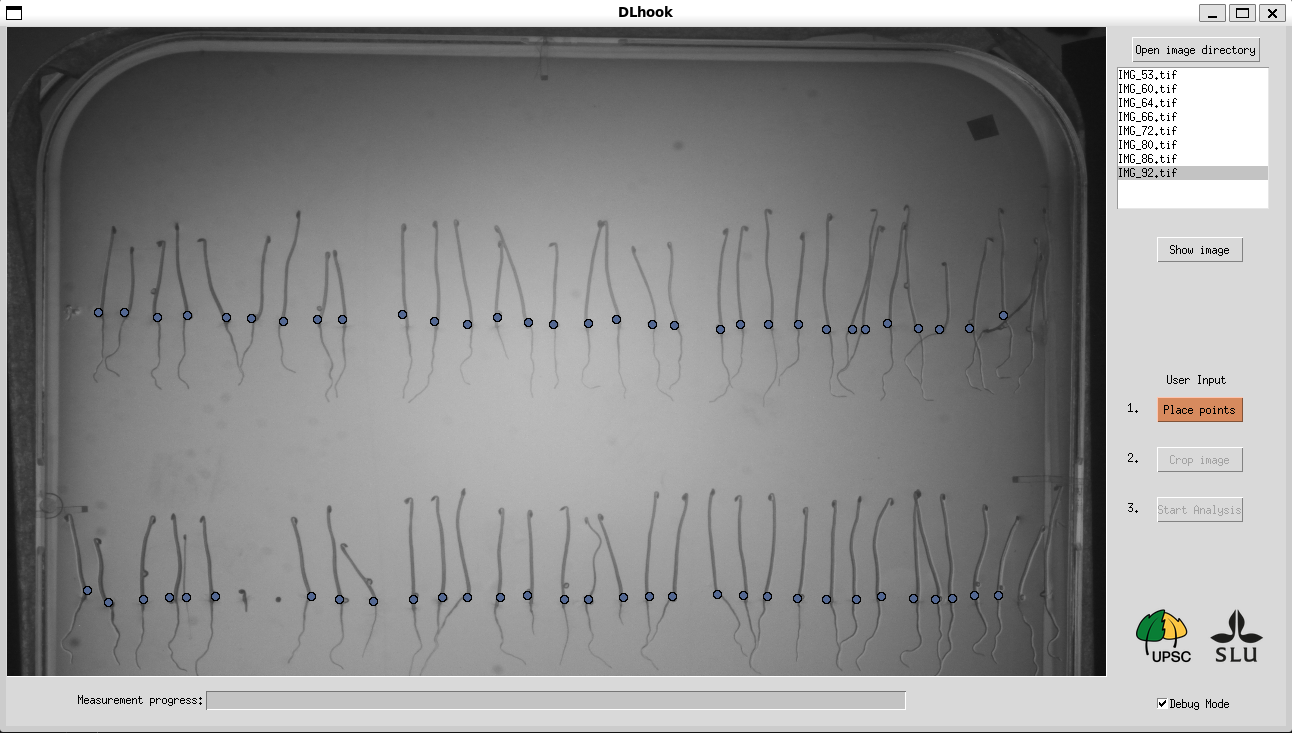 DLhook
Open image directory
IMG_53.tif
IMG_60.tif
IMG_64.tif
IMG_66.tif
IMG_72.tif
IMG_80.tif
IMG_86.tif
IMG_92.tif
Show image
User Input
1. Place points
2. Crop image
3. Start Analysis
UPSC SLU
Measurement progress:
Debug Mode